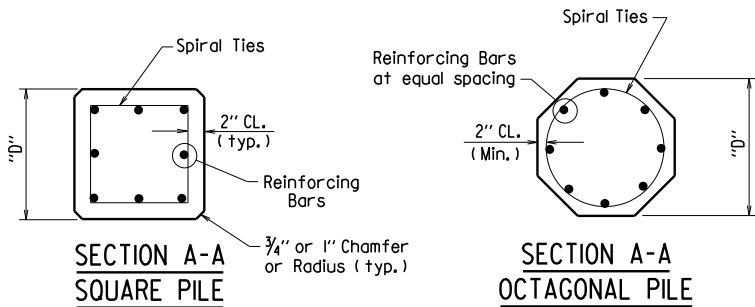 Spiral Ties
"D"
2" CL.
(typ.)
Reinforcing
Bars
¾" or 1" Chamfer
or Radius (typ.)
SECTION A-A
SQUARE PILE
Spiral Ties
Reinforcing Bars
at equal spacing
2" CL.
(Min.)
"D"
SECTION A-A
OCTAGONAL PILE